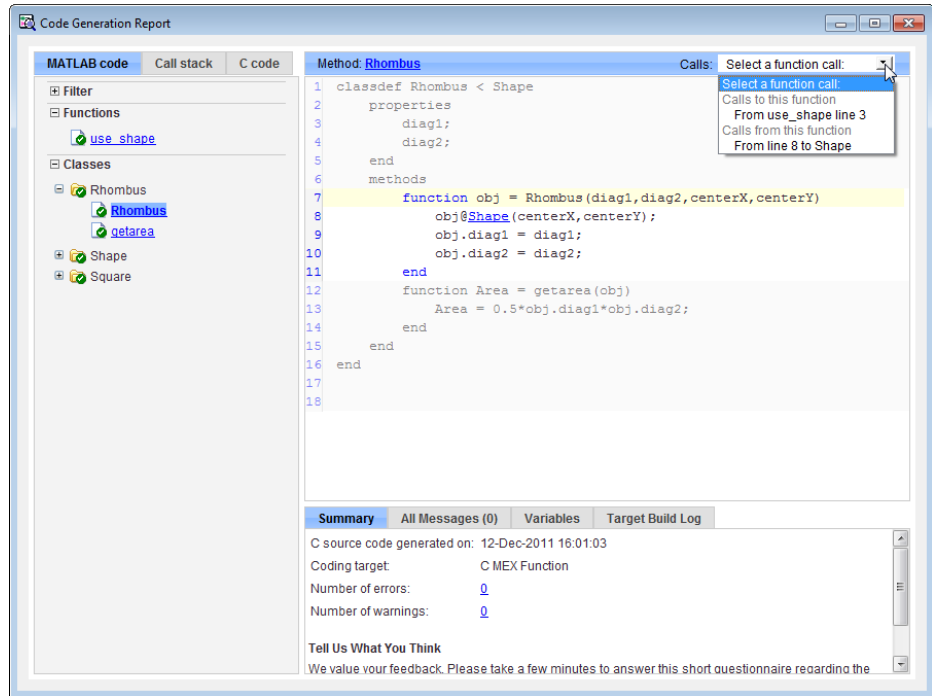 Code Generation Report
MATLAB code Call stack C code
Filter
Functions
use_shape
Classes
Rhombus
Rhombus
getarea
Shape
Square
Method: Rhombus Calls: Select a function call:
Select a function call:
Calls to this function
From use_shape line 3
Calls from this function
From line 8 to Shape
1 classdef Rhombus < Shape
2 properties
3 diag1;
4 diag2;
5 end
6 methods
7 function obj = Rhombus(diag1,diag2,centerX,centerY)
8 obj@Shape(centerX,centerY);
9 obj.diag1 = diag1;
10 obj.diag2 = diag2;
11 end
12 function Area = getarea(obj)
13 Area = 0.5*obj.diag1*obj.diag2;
14 end
15 end
16 end
17
18
Summary All Messages (0) Variables Target Build Log
C source code generated on: 12-Dec-2011 16:01:03
Coding target: C MEX Function
Number of errors: 0
Number of warnings: 0
Tell Us What You Think
We value your feedback. Please take a few minutes to answer this short questionnaire regarding the